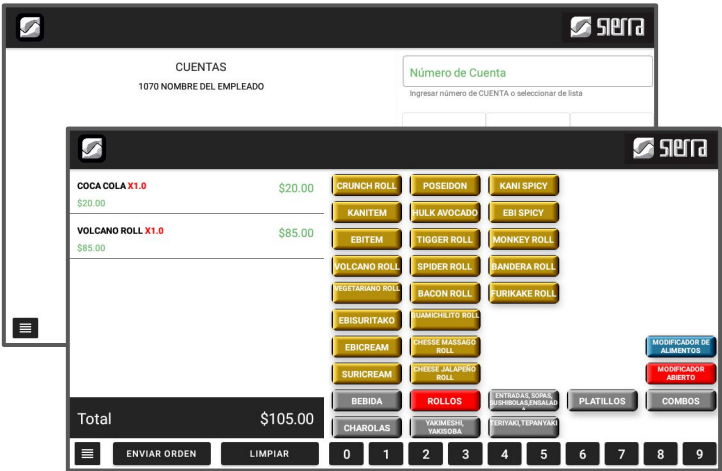 sierra
CUENTAS
1070 NOMBRE DEL EMPLEADO
Número de Cuenta
Ingresar número de CUENTA o seleccionar de lista
sierra
COCA COLA X1.0 $20.00
$20.00
VOLCANO ROLL X1.0 $85.00
$85.00
CRUNCH ROLL POSEIDON KANI SPICY
KANITEM HULK AVOCADO EBI SPICY
EBITEM TIGGER ROLL MONKEY ROLL
VOLCANO ROLL SPIDER ROLL BANDERA ROLL
VEGETARIANO ROLL BACON ROLL FURIKAKE ROLL
EBISURITAKO GUAMICHILITO ROLL
EBICREAM CHESSE MASSAGO
ROLL
MODIFICADOR DE
ALIMENTOS
SURICREAM CHEESE JALAPEÑO
ROLL
MODIFICADOR
ABIERTO
BEBIDA ROLLOS ENTRADAS, SOPAS,
SUSHIBOLAS,ENSALAD
A
PLATILLOS COMBOS
CHAROLAS YAKIMESHI,
YAKISOBA
TERIYAKI,TEPANYAKI
Total $105.00
ENVIAR ORDEN LIMPIAR 0 1 2 3 4 5 6 7 8 9